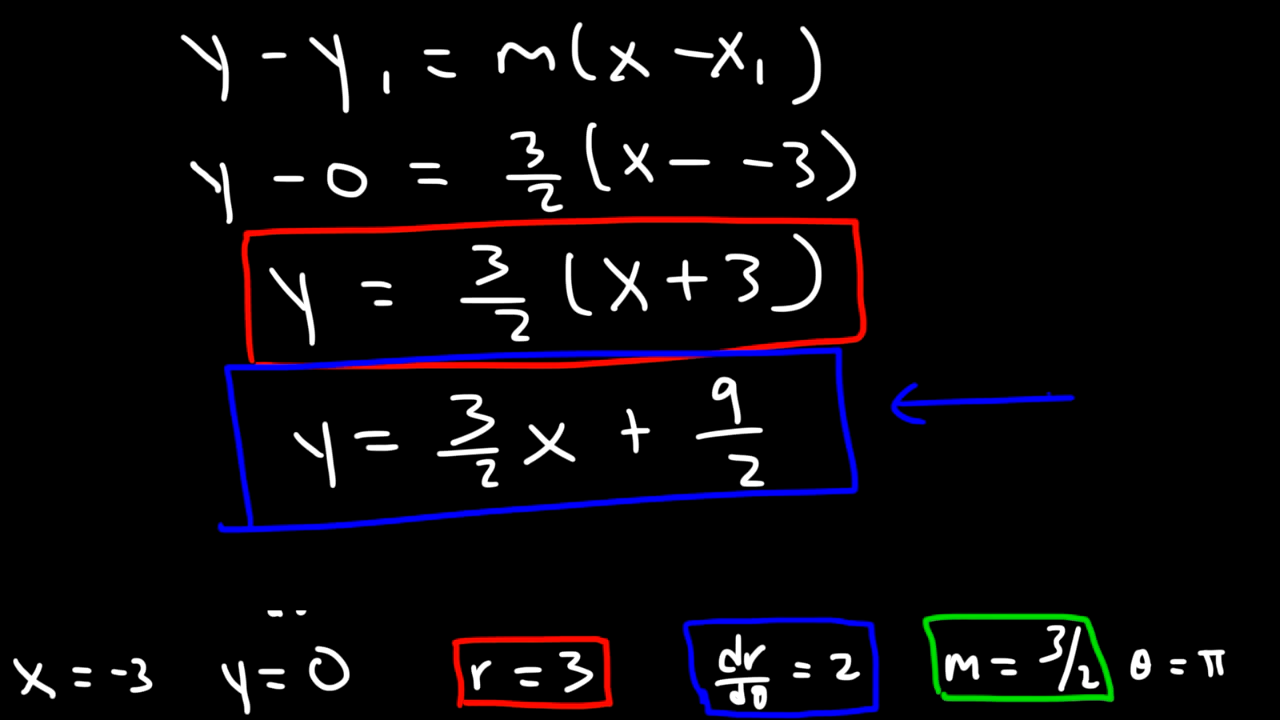 y - y₁ = m(x - x₁)
y - 0 = 3/2 (x - -3)
y = 3/2 (x + 3)
y = 3/2 x + 9/2
x = -3 y = 0 r = 3 dr/dθ = 2 m = 3/2 θ = π